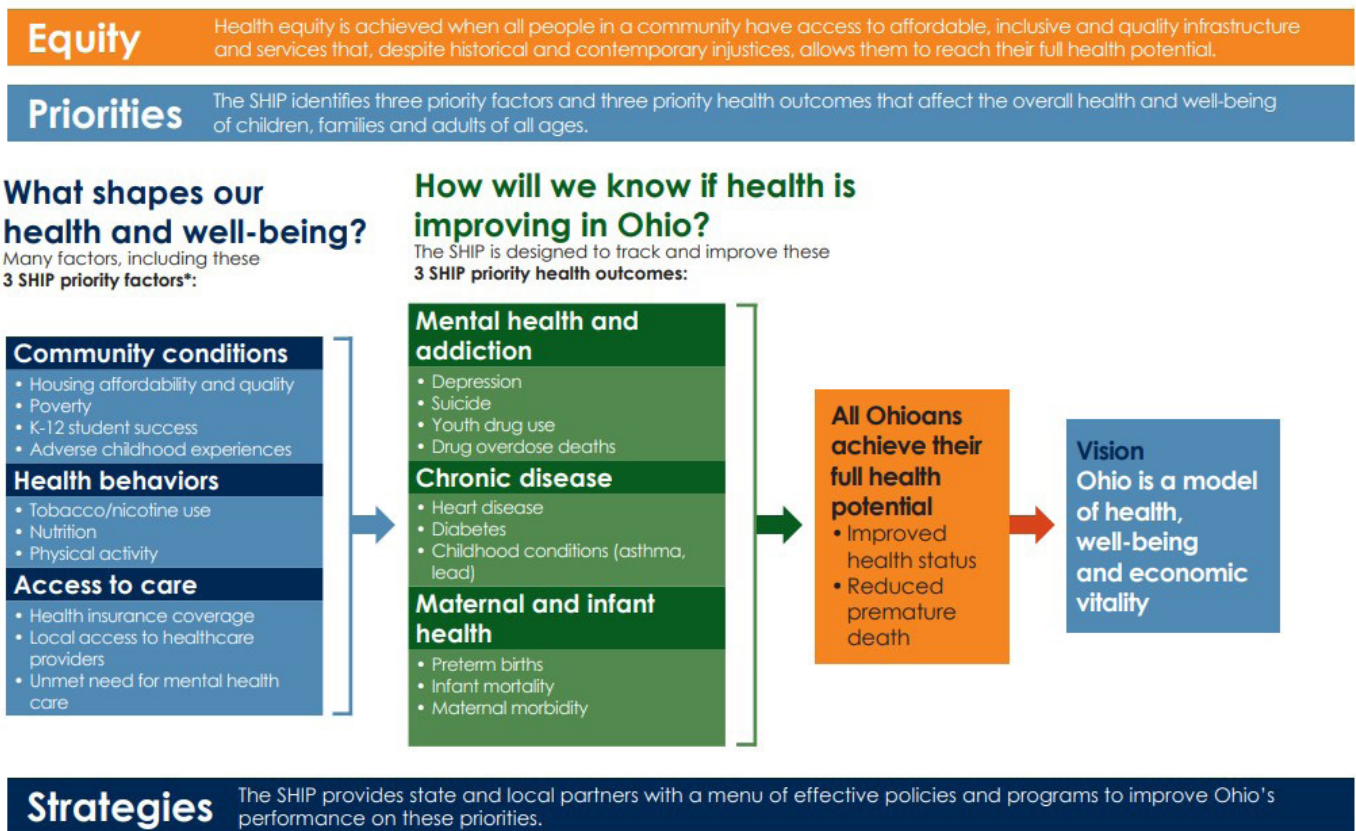 Equity
Health equity is achieved when all people in a community have access to affordable, inclusive and quality infrastructure
and services that, despite historical and contemporary injustices, allows them to reach their full health potential.
Priorities
The SHIP identifies three priority factors and three priority health outcomes that affect the overall health and well-being
of children, families and adults of all ages.
What shapes our
health and well-being?
Many factors, including these
3 SHIP priority factors*:
Community conditions
• Housing affordability and quality
• Poverty
• K-12 student success
• Adverse childhood experiences
Health behaviors
• Tobacco/nicotine use
• Nutrition
• Physical activity
Access to care
• Health insurance coverage
• Local access to healthcare
providers
• Unmet need for mental health
care
How will we know if health is
improving in Ohio?
The SHIP is designed to track and improve these
3 SHIP priority health outcomes:
Mental health and
addiction
• Depression
• Suicide
• Youth drug use
• Drug overdose deaths
Chronic disease
• Heart disease
• Diabetes
• Childhood conditions (asthma,
lead)
Maternal and infant
health
• Preterm births
• Infant mortality
• Maternal morbidity
All Ohioans
achieve their
full health
potential
• Improved
health status
• Reduced
premature
death
Vision
Ohio is a model
of health,
well-being
and economic
vitality
Strategies
The SHIP provides state and local partners with a menu of effective policies and programs to improve Ohio's
performance on these priorities.